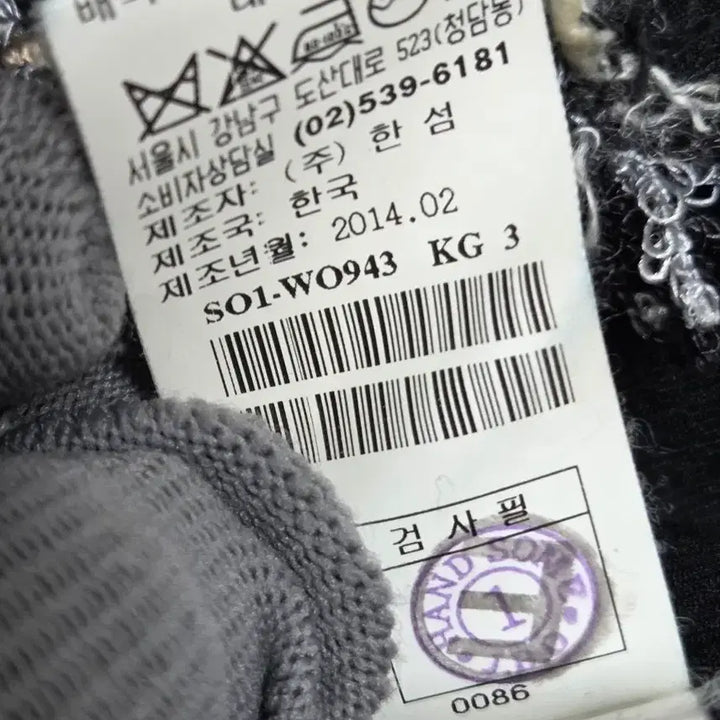 서울시 강남구 도산대로 523(청담동)
소비자상담실 (02)539-6181
제조자: (주) 한 섬
제조국: 한국
제조년월: 2014.02
SO1-WO943 KG 3
검 사 필
HAND SOME
1
0086